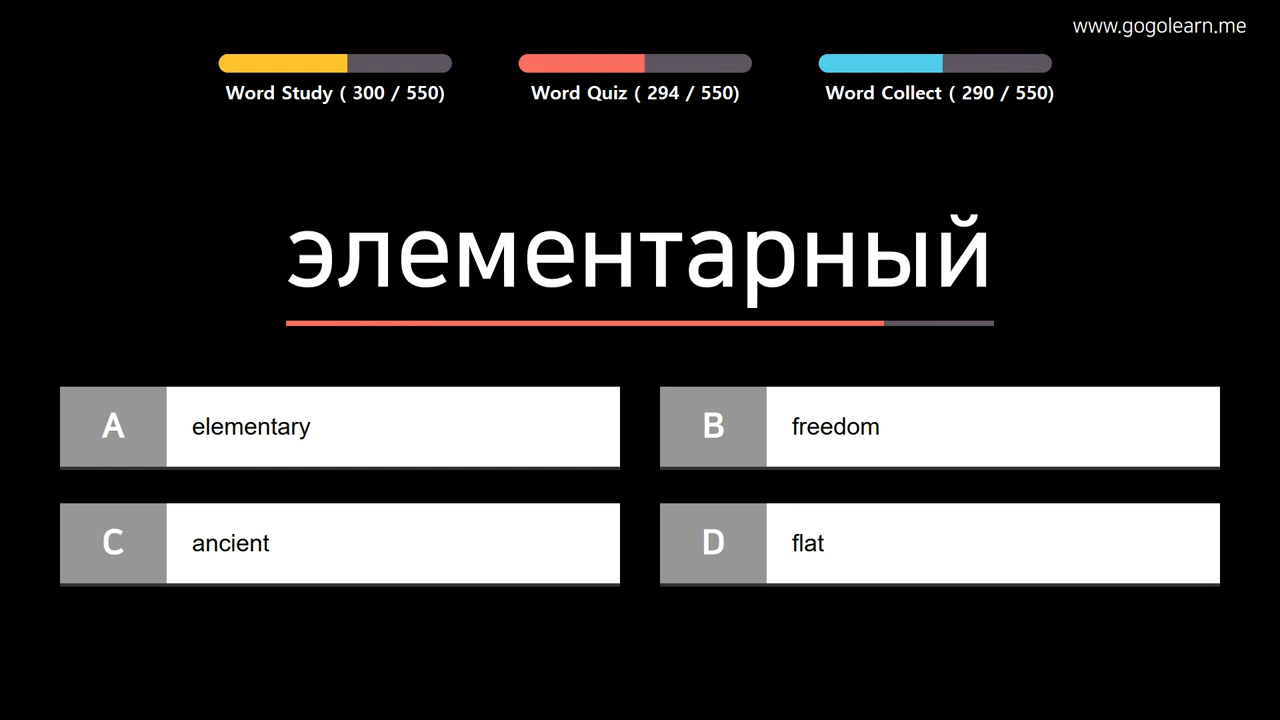 www.gogolearn.me
Word Study ( 300 / 550)
Word Quiz ( 294 / 550)
Word Collect ( 290 / 550)
элементарный
A elementary
B freedom
C ancient
D flat